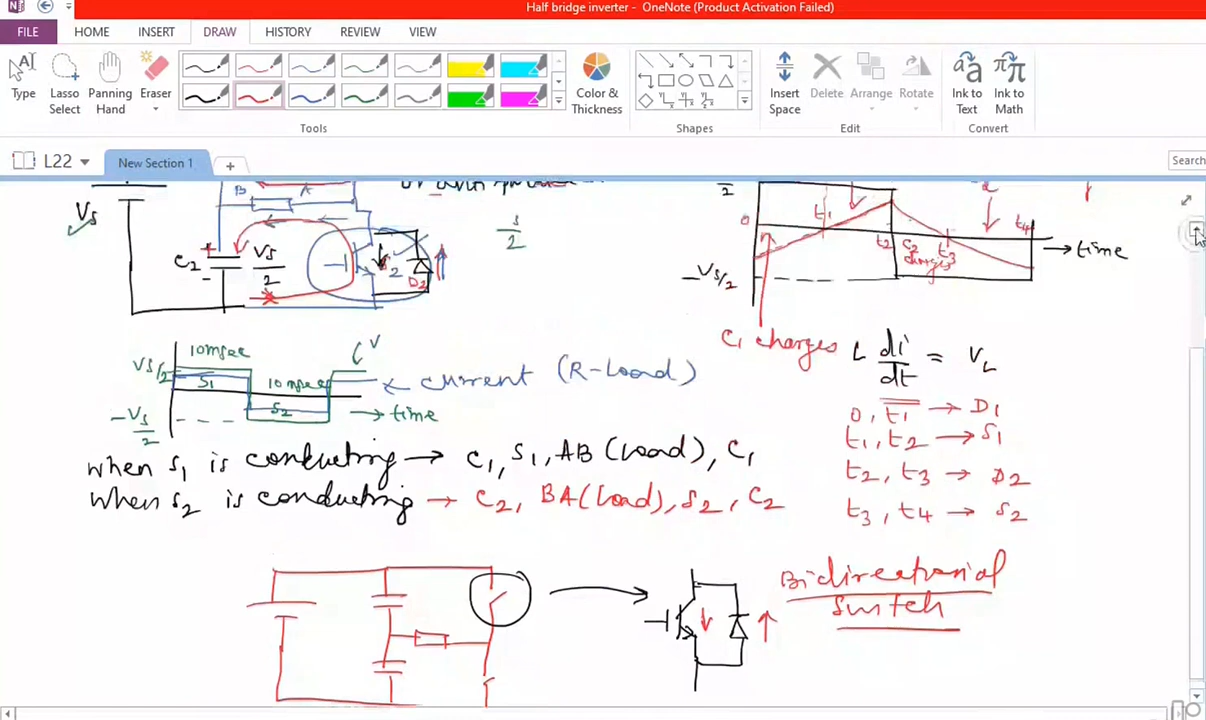 Half bridge inverter - OneNote (Product Activation Failed)
FILE HOME INSERT DRAW HISTORY REVIEW VIEW
Type
Lasso Select
Panning Hand
Eraser
Color & Thickness
Insert Space
Delete
Arrange
Rotate
Ink to Text
Ink to Math
Tools
Shapes
Edit
Convert
L22
New Section 1
Search
B A
Vs
C2
+
-
Vs/2
D2
s/2
2
0
t1
t2
C2 charges
t3
t4
→ time
-Vs/2
C1 charges
L di/dt = VL
10msec
Vs/2
S1
10msec
S2
-Vs/2
→ time
V
← current (R-Load)
0, t1 → D1
t1, t2 → S1
t2, t3 → D2
t3, t4 → S2
when S1 is conducting → C1, S1, AB (Load), C1
When S2 is conducting → C2, BA(Load), S2, C2
Bidirectional
Switch